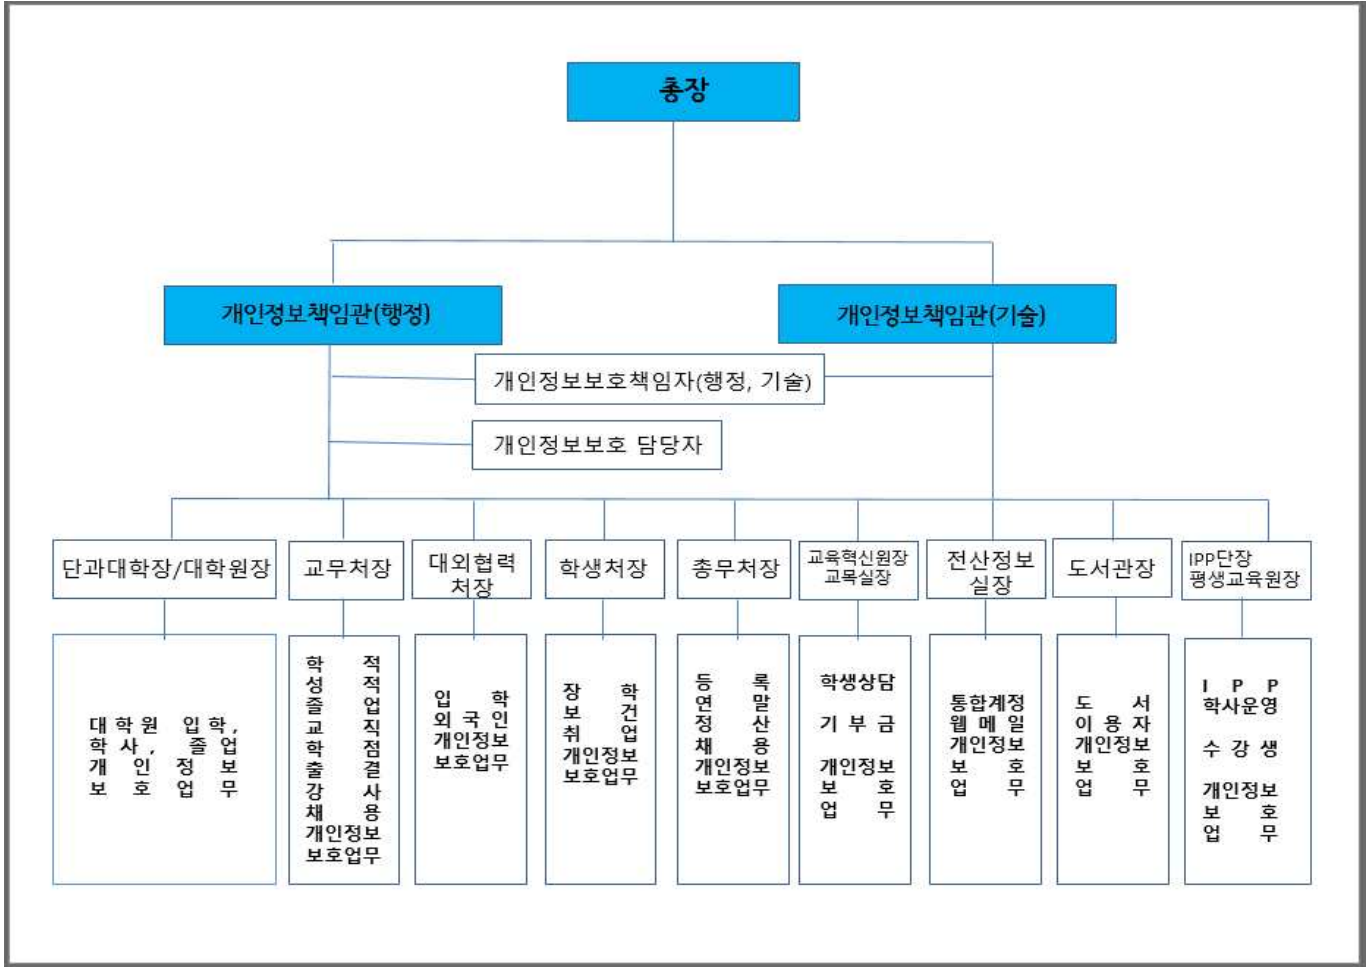 총장
개인정보책임관(행정)
개인정보책임관(기술)
개인정보보호책임자(행정, 기술)
개인정보보호 담당자
단과대학장/대학원장
교무처장
대외협력
처장
학생처장
총무처장
교육혁신원장
교목실장
전산정보
실장
도서관장
IPP단장
평생교육원장
대학원 입학,
학사, 졸업
개인정보
보호업무
학적
성적
졸업
교직
학점
출결
강사
채용
개인정보
보호업무
입학
외국인
개인정보
보호업무
장학
보건
취업
개인정보
보호업무
등록
연말
정산
채용
개인정보
보호업무
학생상담
기부금
개인정보
보호
업무
통합계정
웹메일
개인정보
보호
업무
도서
이용자
개인정보
보호
업무
IPP
학사운영
수강생
개인정보
보호
업무